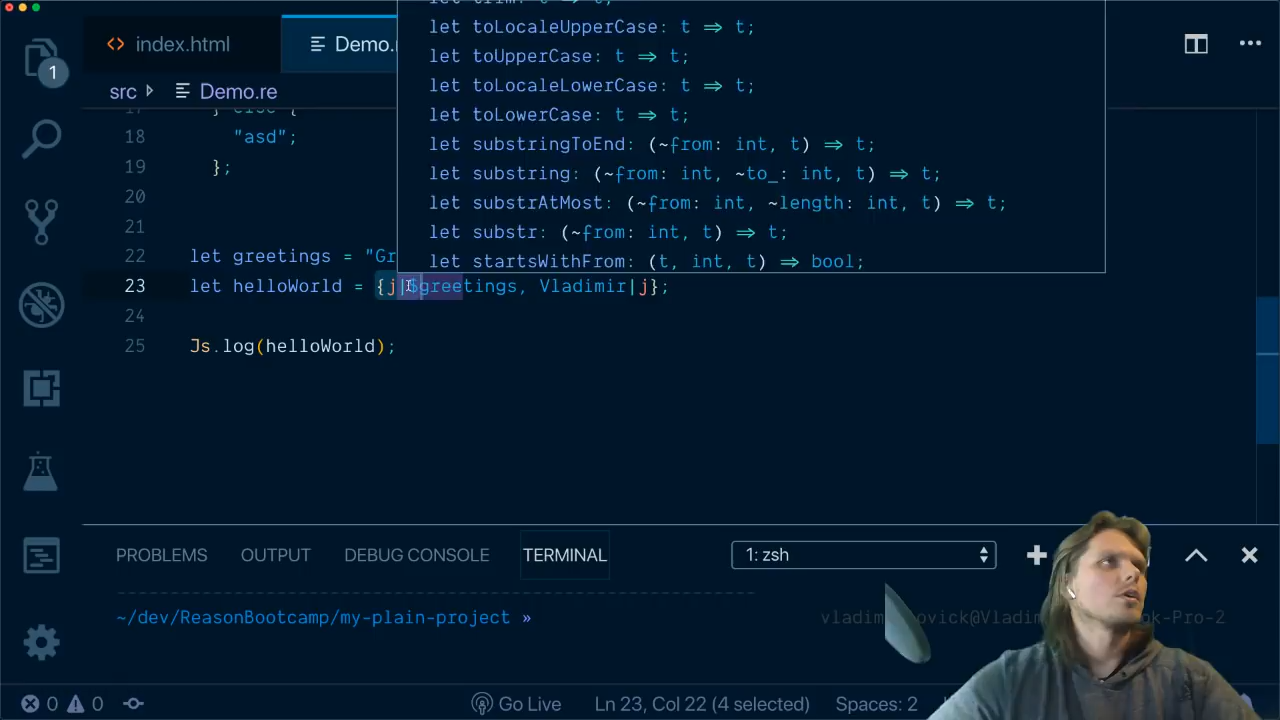 let trim: t ⇒ t;
index.html
Demo.r
let toLocaleUpperCase: t ⇒ t;
let toUpperCase: t ⇒ t;
1
let toLocaleLowerCase: t ⇒ t;
src Demo.re
let toLowerCase: t ⇒ t;
17 } else {
18 "asd";
let substringToEnd: (~from: int, t) ⇒ t;
19 };
let substring: (~from: int, ~to_: int, t) ⇒ t;
20
let substrAtMost: (~from: int, ~length: int, t) ⇒ t;
21
let substr: (~from: int, t) ⇒ t;
22 let greetings = "Gr
let startsWithFrom: (t, int, t) ⇒ bool;
23 let helloWorld = {j|$greetings, Vladimir|j};
24
25 Js.log(helloWorld);
PROBLEMS OUTPUT DEBUG CONSOLE TERMINAL 1: zsh
~/dev/ReasonBootcamp/my-plain-project »
0 0 Go Live Ln 23, Col 22 (4 selected) Spaces: 2